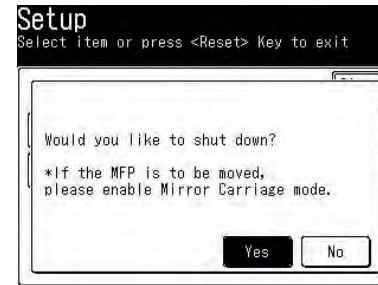 Setup
Select item or press <Reset> Key to exit
Would you like to shut down?
*If the MFP is to be moved,
please enable Mirror Carriage mode.
Yes No